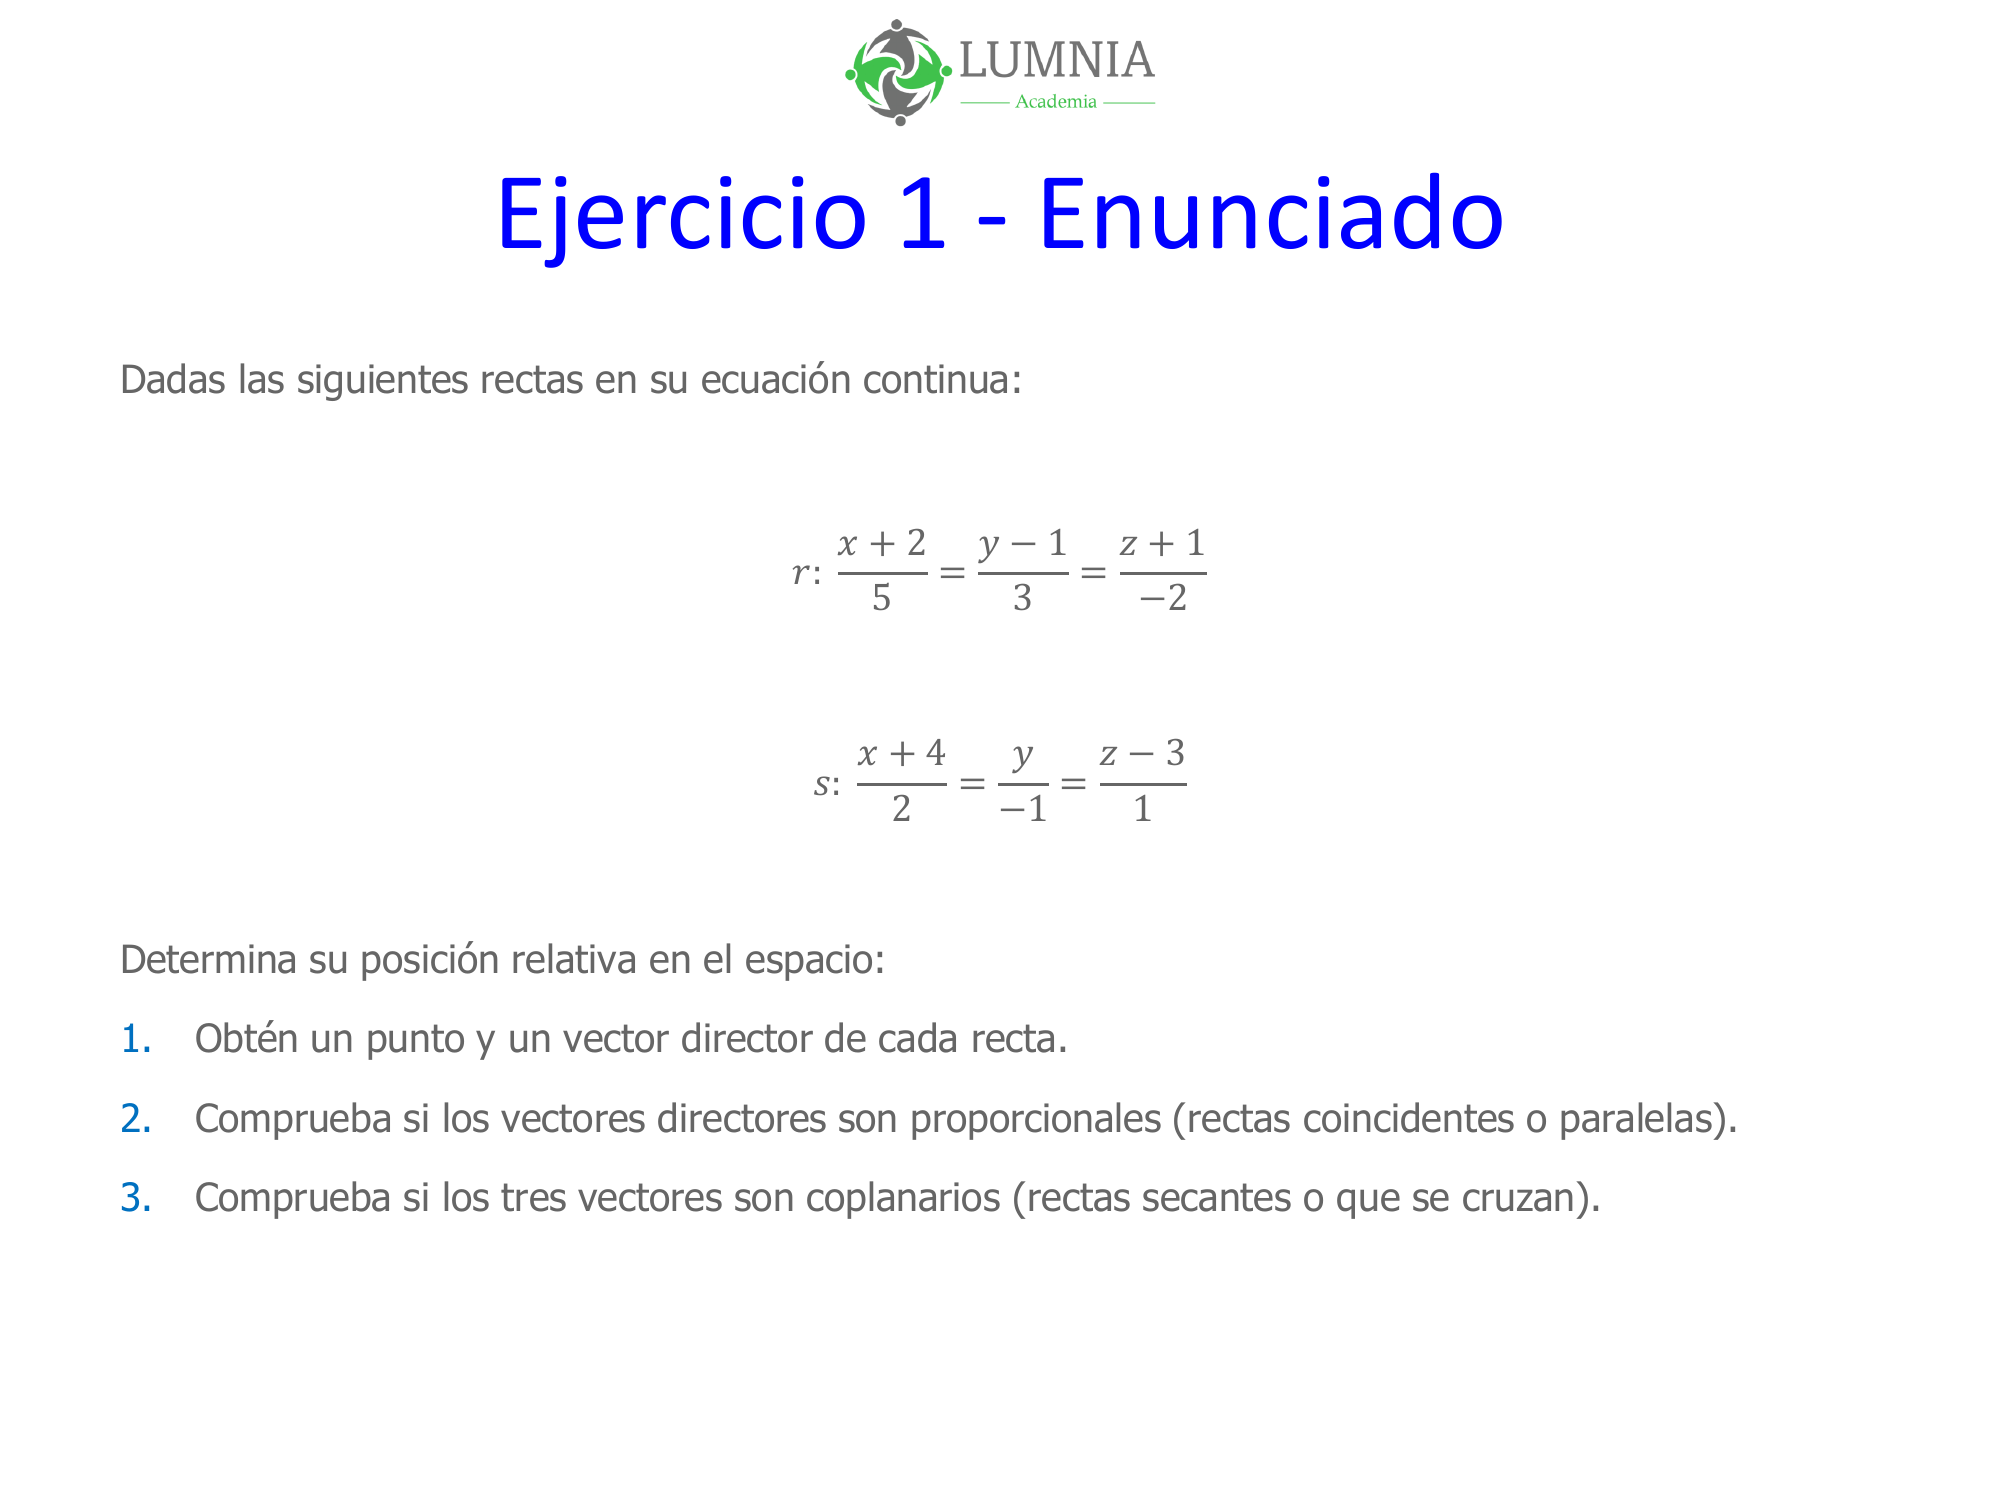 LUMNIA
Academia
Ejercicio 1 - Enunciado
Dadas las siguientes rectas en su ecuación continua:
r: \frac{x + 2}{5} = \frac{y − 1}{3} = \frac{z + 1}{−2}
s: \frac{x + 4}{2} = \frac{y}{−1} = \frac{z − 3}{1}
Determina su posición relativa en el espacio:
1. Obtén un punto y un vector director de cada recta.
2. Comprueba si los vectores directores son proporcionales (rectas coincidentes o paralelas).
3. Comprueba si los tres vectores son coplanarios (rectas secantes o que se cruzan).